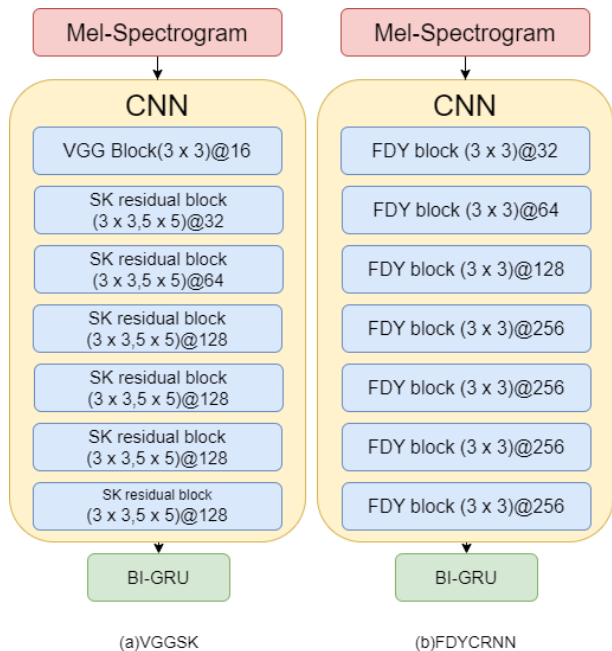 Mel-Spectrogram
CNN
VGG Block(3 x 3)@16
SK residual block
(3 x 3,5 x 5)@32
SK residual block
(3 x 3,5 x 5)@64
SK residual block
(3 x 3,5 x 5)@128
SK residual block
(3 x 3,5 x 5)@128
SK residual block
(3 x 3,5 x 5)@128
SK residual block
(3 x 3,5 x 5)@128
BI-GRU
(a)VGGSK
Mel-Spectrogram
CNN
FDY block (3 x 3)@32
FDY block (3 x 3)@64
FDY block (3 x 3)@128
FDY block (3 x 3)@256
FDY block (3 x 3)@256
FDY block (3 x 3)@256
FDY block (3 x 3)@256
BI-GRU
(b)FDYCRNN